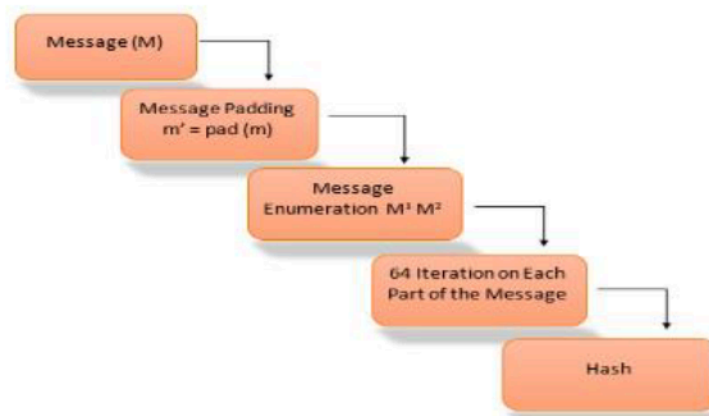 Message (M)
Message Padding
m' = pad (m)
Message
Enumeration M¹ M²
64 Iteration on Each
Part of the Message
Hash